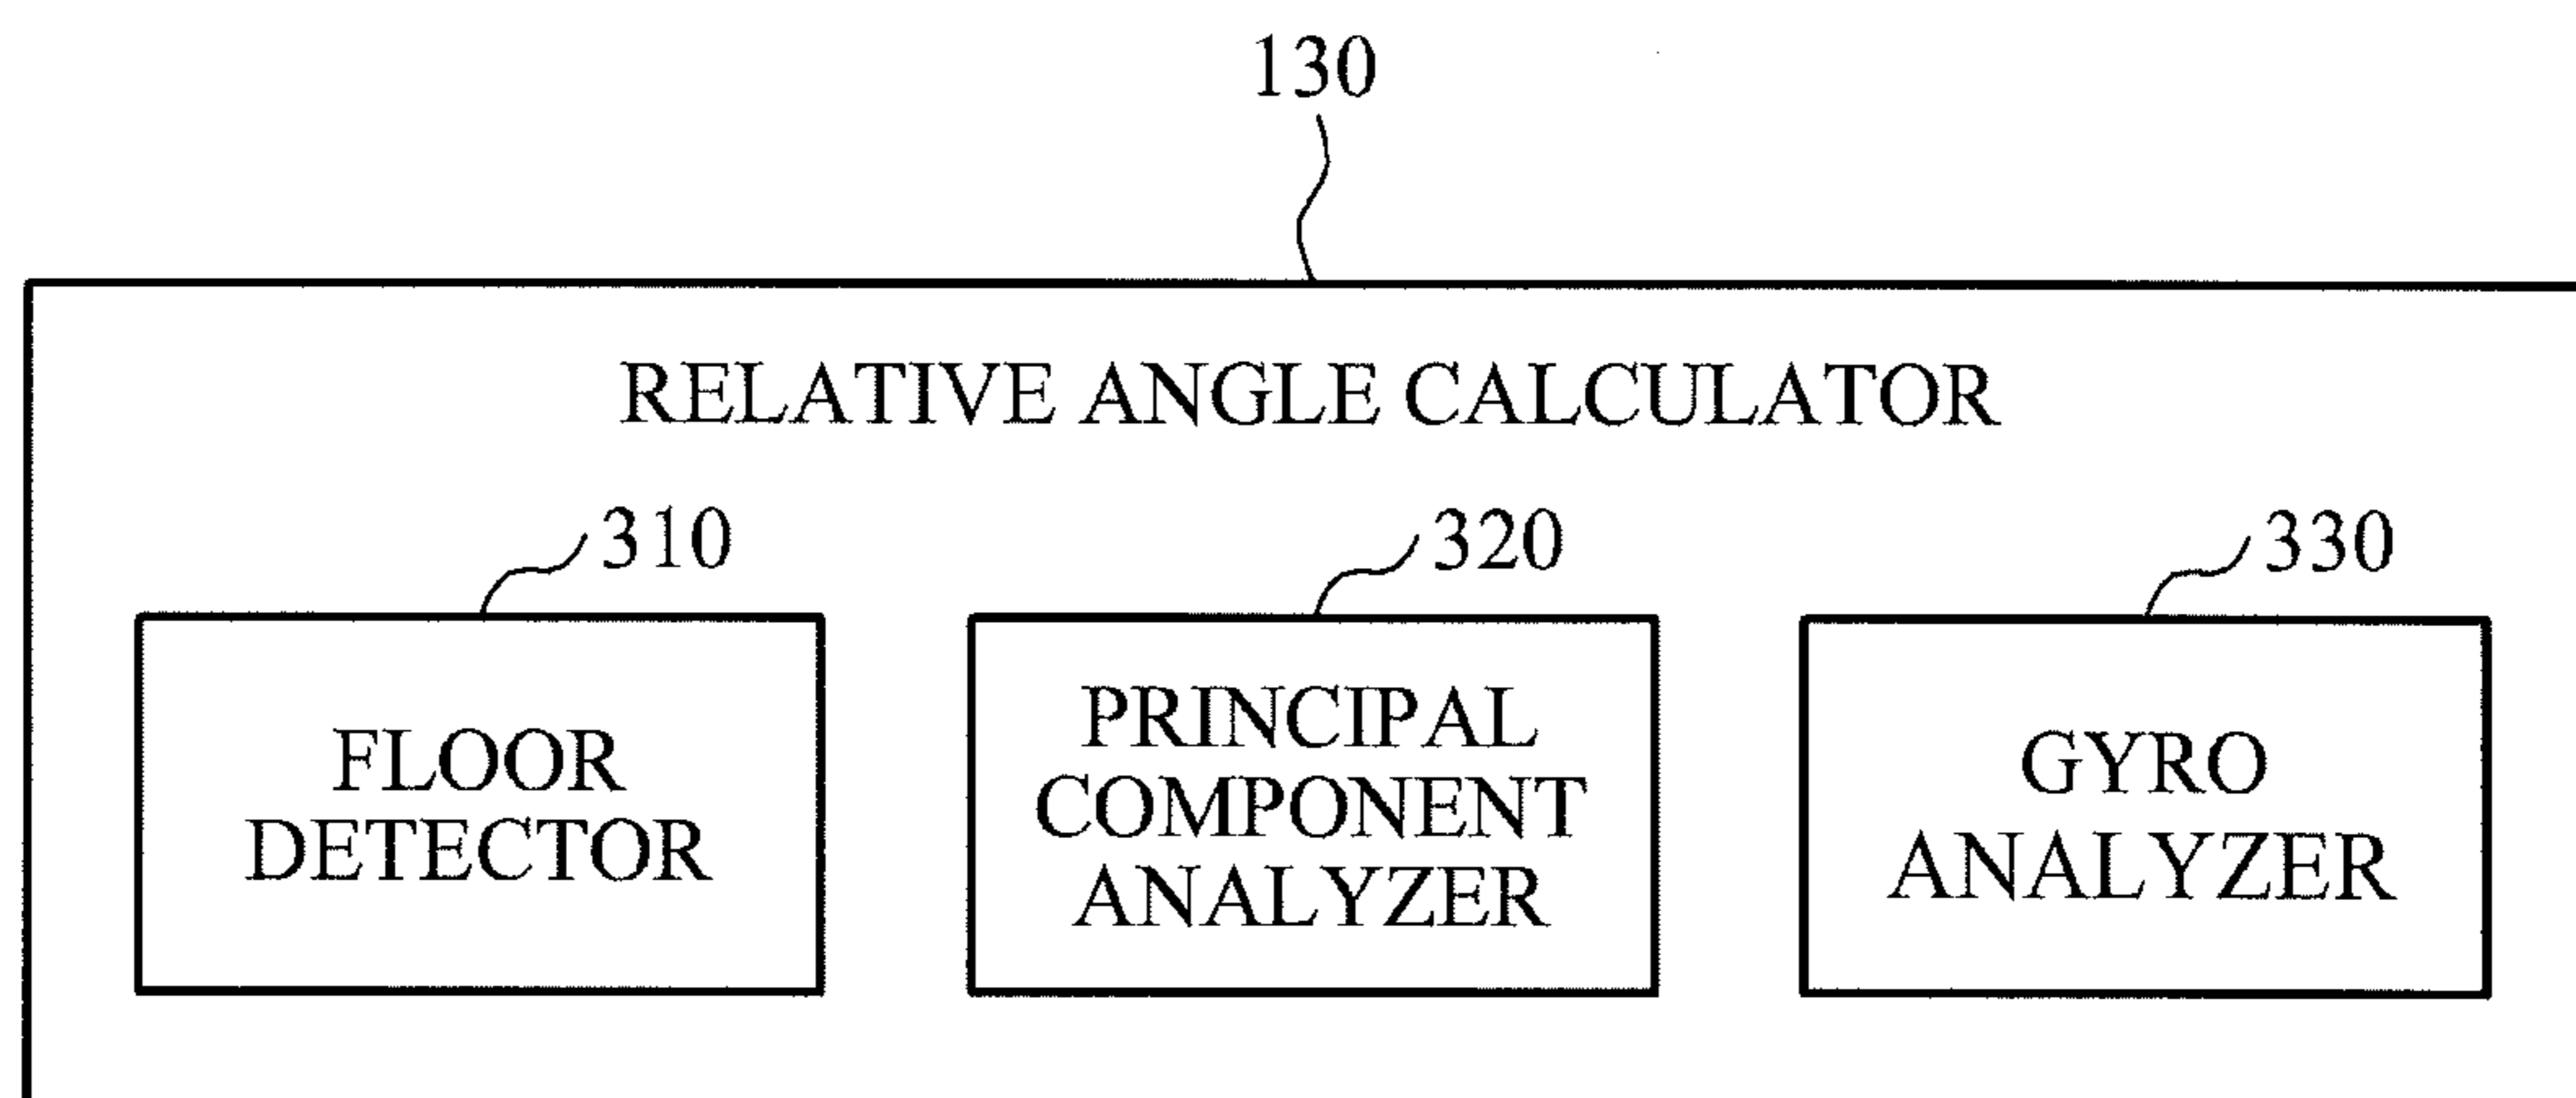 130
RELATIVE ANGLE CALCULATOR
310
320
330
FLOOR
DETECTOR
PRINCIPAL
COMPONENT
ANALYZER
GYRO
ANALYZER